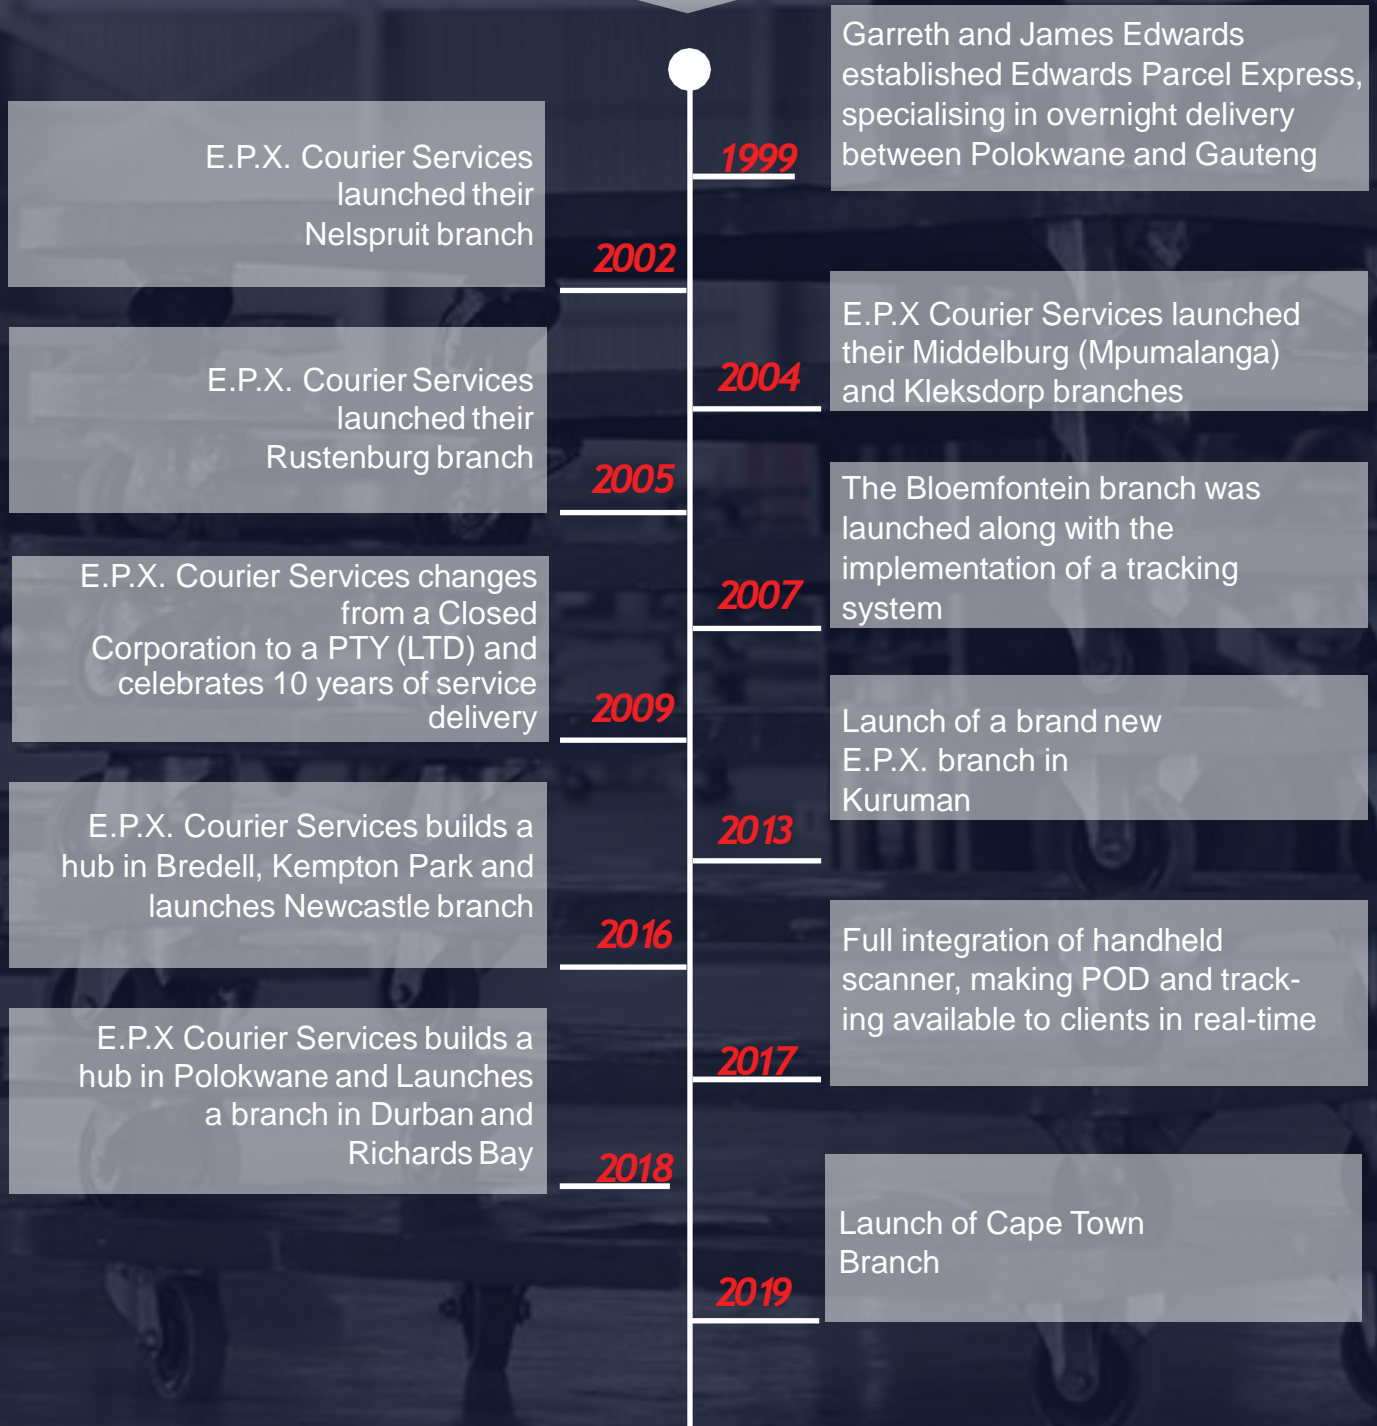 Garreth and James Edwards
established Edwards Parcel Express,
specialising in overnight delivery
between Polokwane and Gauteng
1999
E.P.X. Courier Services
launched their
Nelspruit branch
2002
E.P.X Courier Services launched
their Middelburg (Mpumalanga)
and Kleksdorp branches
2004
E.P.X. Courier Services
launched their
Rustenburg branch
2005
The Bloemfontein branch was
launched along with the
implementation of a tracking
system
2007
E.P.X. Courier Services changes
from a Closed
Corporation to a PTY (LTD) and
celebrates 10 years of service
delivery
2009
Launch of a brand new
E.P.X. branch in
Kuruman
2013
E.P.X. Courier Services builds a
hub in Bredell, Kempton Park and
launches Newcastle branch
2016
Full integration of handheld
scanner, making POD and track-
ing available to clients in real-time
2017
E.P.X Courier Services builds a
hub in Polokwane and Launches
a branch in Durban and
Richards Bay
2018
Launch of Cape Town
Branch
2019